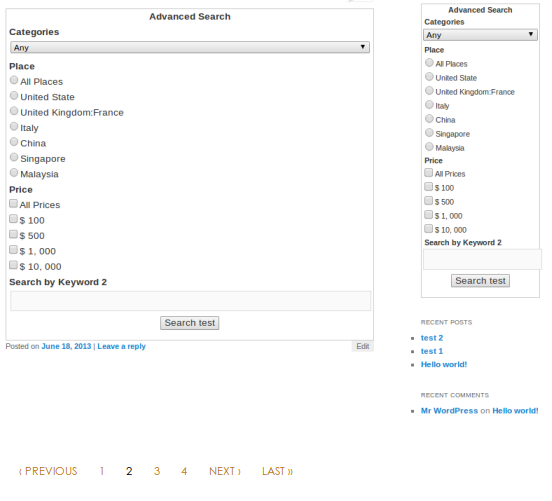 Advanced Search
Categories
Any
Place
All Places
United State
United Kingdom:France
Italy
China
Singapore
Malaysia
Price
All Prices
$ 100
$ 500
$ 1, 000
$ 10, 000
Search by Keyword 2
Search test
Posted on June 18, 2013 | Leave a reply
Edit
Advanced Search
Categories
Any
Place
All Places
United State
United Kingdom:France
Italy
China
Singapore
Malaysia
Price
All Prices
$ 100
$ 500
$ 1, 000
$ 10, 000
Search by Keyword 2
Search test
RECENT POSTS
test 2
test 1
Hello world!
RECENT COMMENTS
Mr WordPress on Hello world!
‹ PREVIOUS 1 2 3 4 NEXT › LAST »